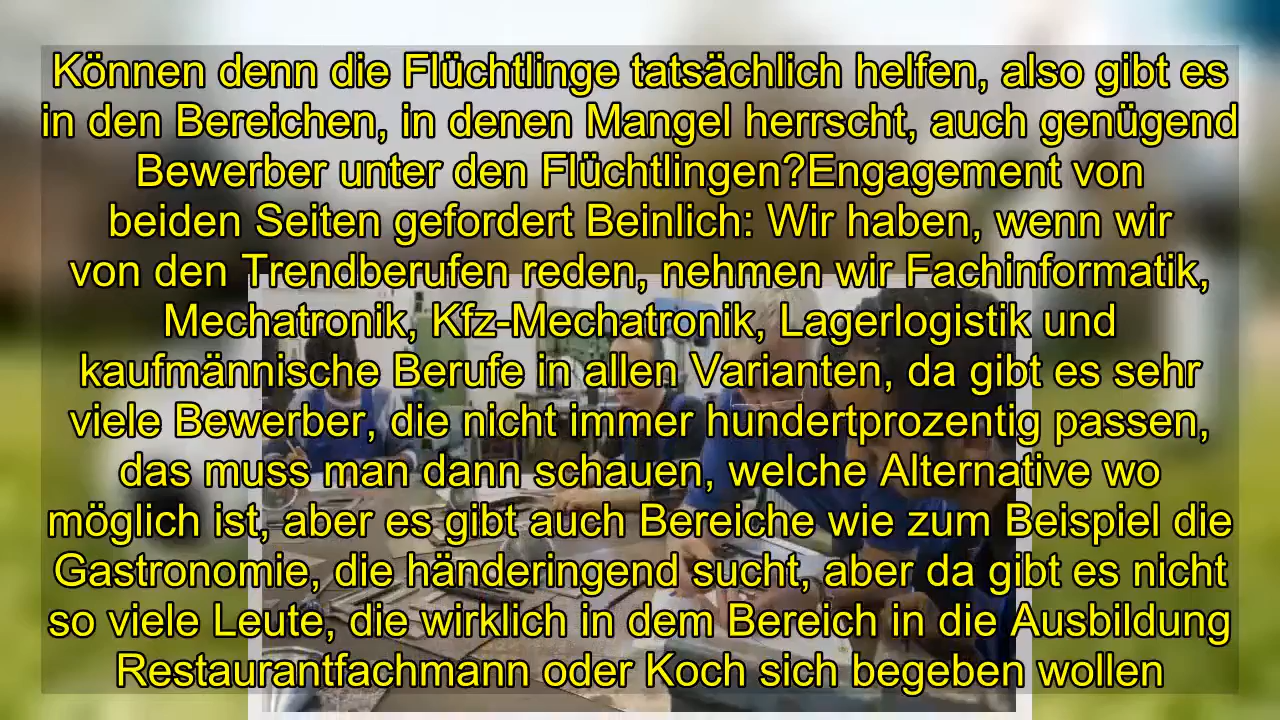 Können denn die Flüchtlinge tatsächlich helfen, also gibt es
in den Bereichen, in denen Mangel herrscht, auch genügend
Bewerber unter den Flüchtlingen?Engagement von
beiden Seiten gefordert Beinlich: Wir haben, wenn wir
von den Trendberufen reden, nehmen wir Fachinformatik,
Mechatronik, Kfz-Mechatronik, Lagerlogistik und
kaufmännische Berufe in allen Varianten, da gibt es sehr
viele Bewerber, die nicht immer hundertprozentig passen,
das muss man dann schauen, welche Alternative wo
möglich ist, aber es gibt auch Bereiche wie zum Beispiel die
Gastronomie, die händeringend sucht, aber da gibt es nicht
so viele Leute, die wirklich in dem Bereich in die Ausbildung
Restaurantfachmann oder Koch sich begeben wollen